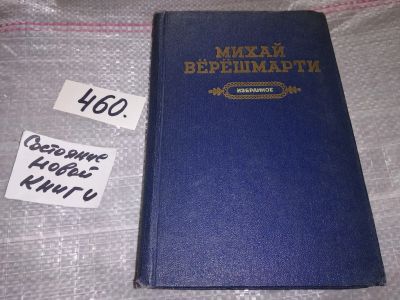 МИХАЙ
ВЁРЁШМАРТИ
ИЗБРАННОЕ
460.
Состояние
новой
книги